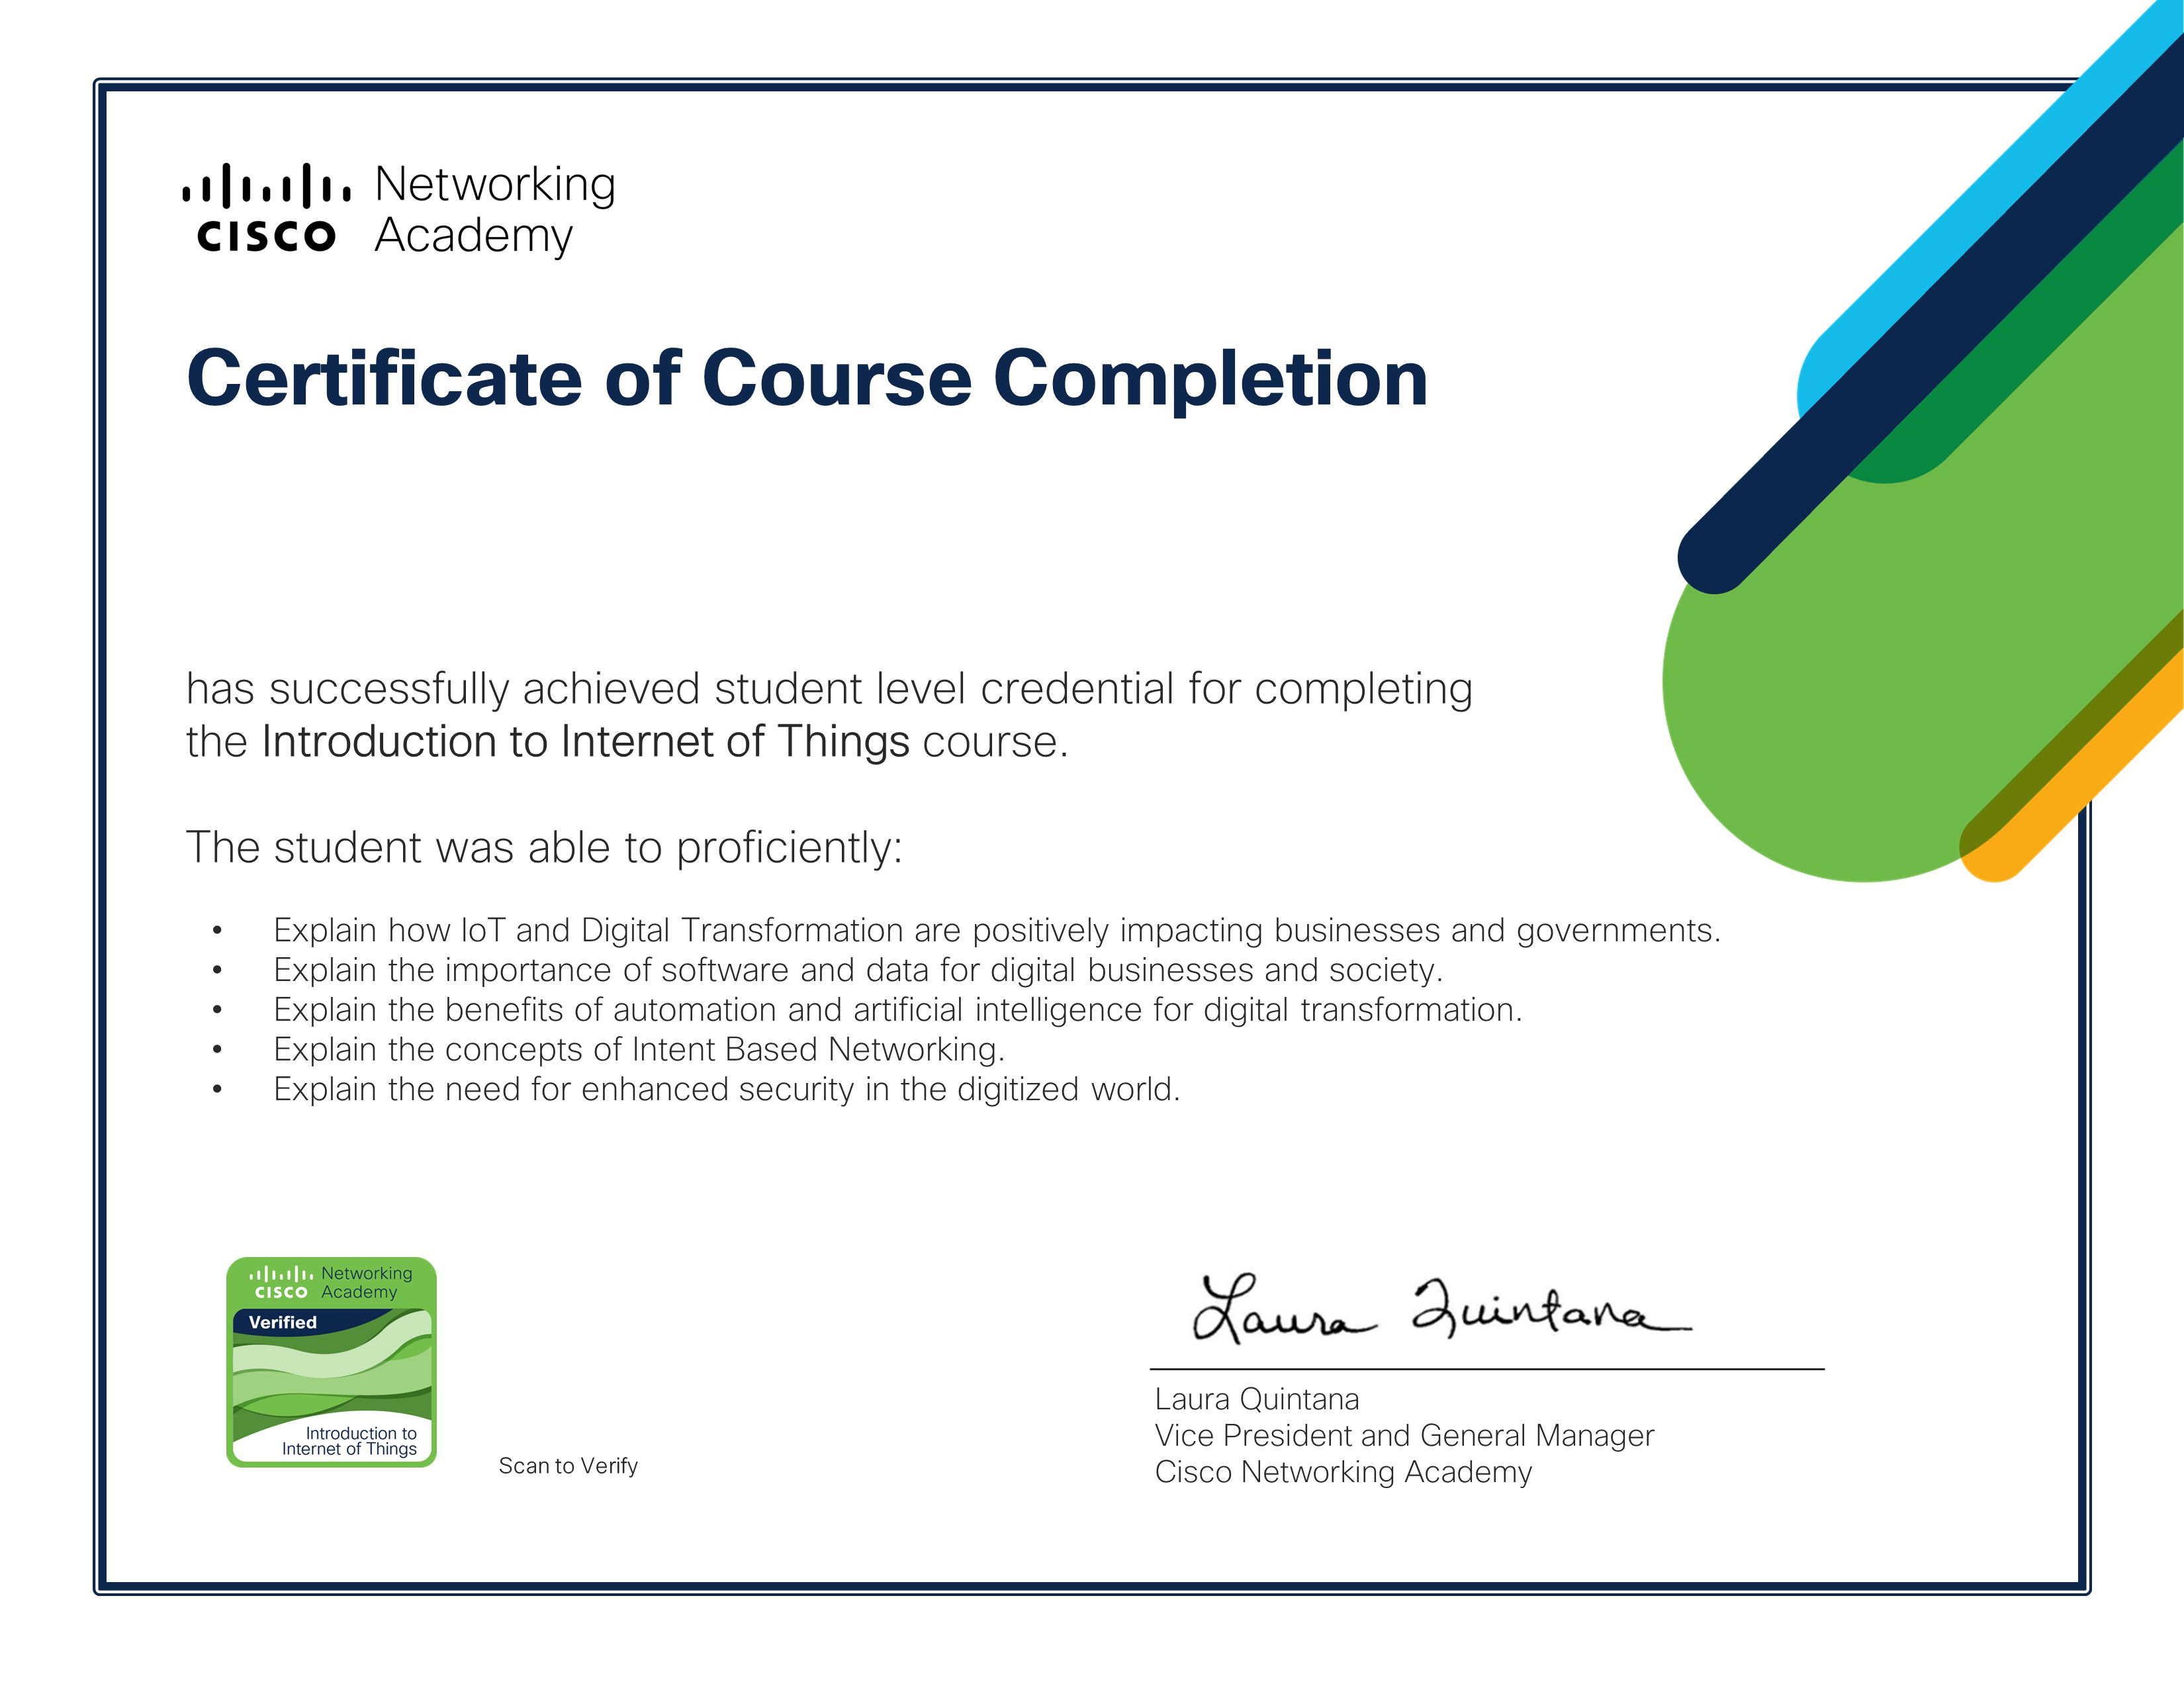 Networking
Academy
CISCO
Certificate of Course Completion
has successfully achieved student level credential for completing
the Introduction to Internet of Things course.
The student was able to proficiently:
• Explain how IoT and Digital Transformation are positively impacting businesses and governments.
• Explain the importance of software and data for digital businesses and society.
• Explain the benefits of automation and artificial intelligence for digital transformation.
• Explain the concepts of Intent Based Networking.
• Explain the need for enhanced security in the digitized world.
Networking
Academy
CISCO
Verified
Introduction to
Internet of Things
Scan to Verify
Laura Quintana
Laura Quintana
Vice President and General Manager
Cisco Networking Academy